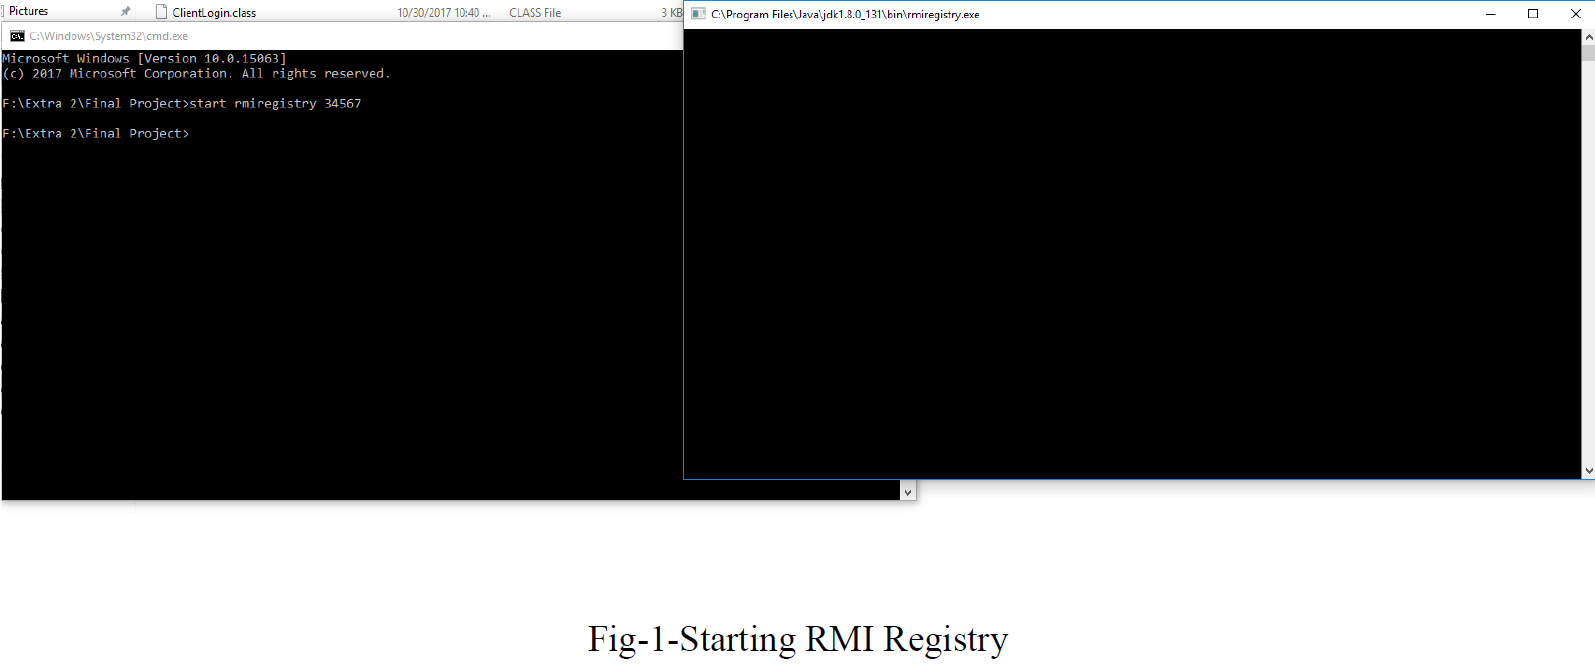 Pictures
ClientLogin.class 10/30/2017 10:40 ... CLASS File 3 KB
C:\Windows\System32\cmd.exe
Microsoft Windows [Version 10.0.15063]
(c) 2017 Microsoft Corporation. All rights reserved.
F:\Extra 2\Final Project>start rmiregistry 34567
F:\Extra 2\Final Project>
C:\Program Files\Java\jdk1.8.0_131\bin\rmiregistry.exe
Fig-1-Starting RMI Registry